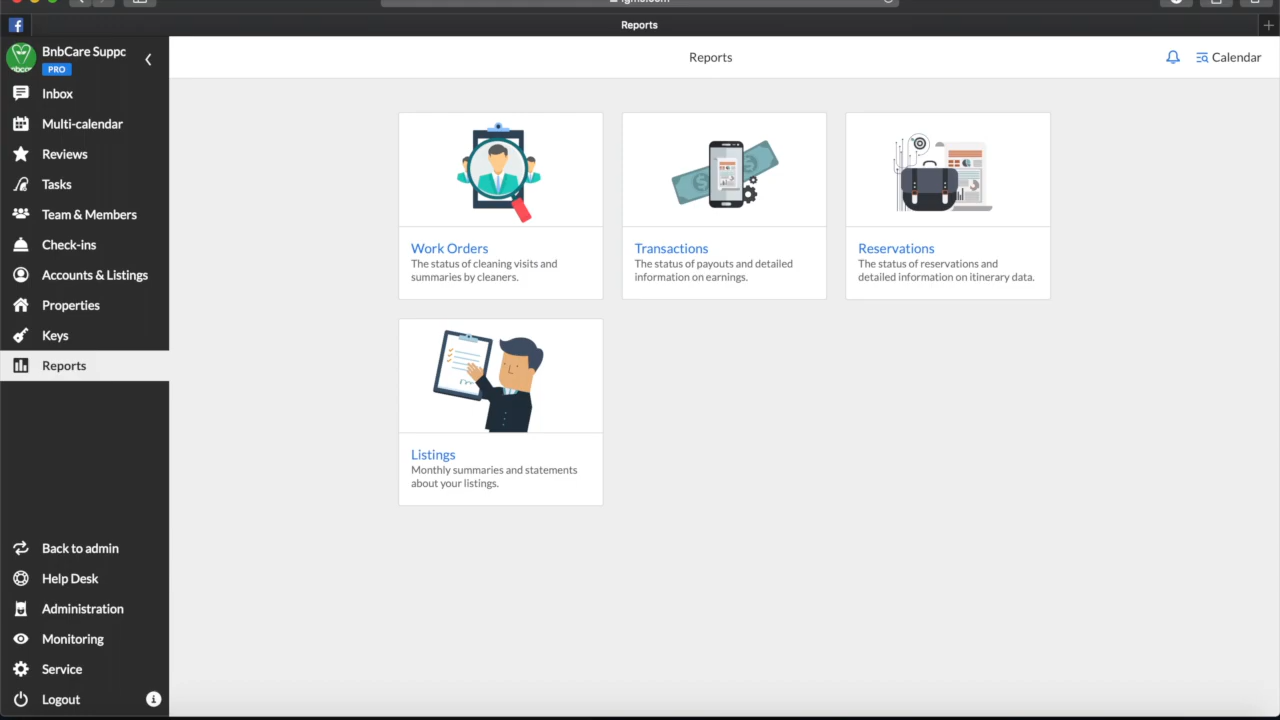 Reports
BnbCare Suppc
PRO
Inbox
Multi-calendar
Reviews
Tasks
Team & Members
Check-ins
Accounts & Listings
Properties
Keys
Reports
Back to admin
Help Desk
Administration
Monitoring
Service
Logout
Reports
Calendar
Work Orders
The status of cleaning visits and
summaries by cleaners.
Transactions
The status of payouts and detailed
information on earnings.
Reservations
The status of reservations and
detailed information on itinerary data.
Listings
Monthly summaries and statements
about your listings.